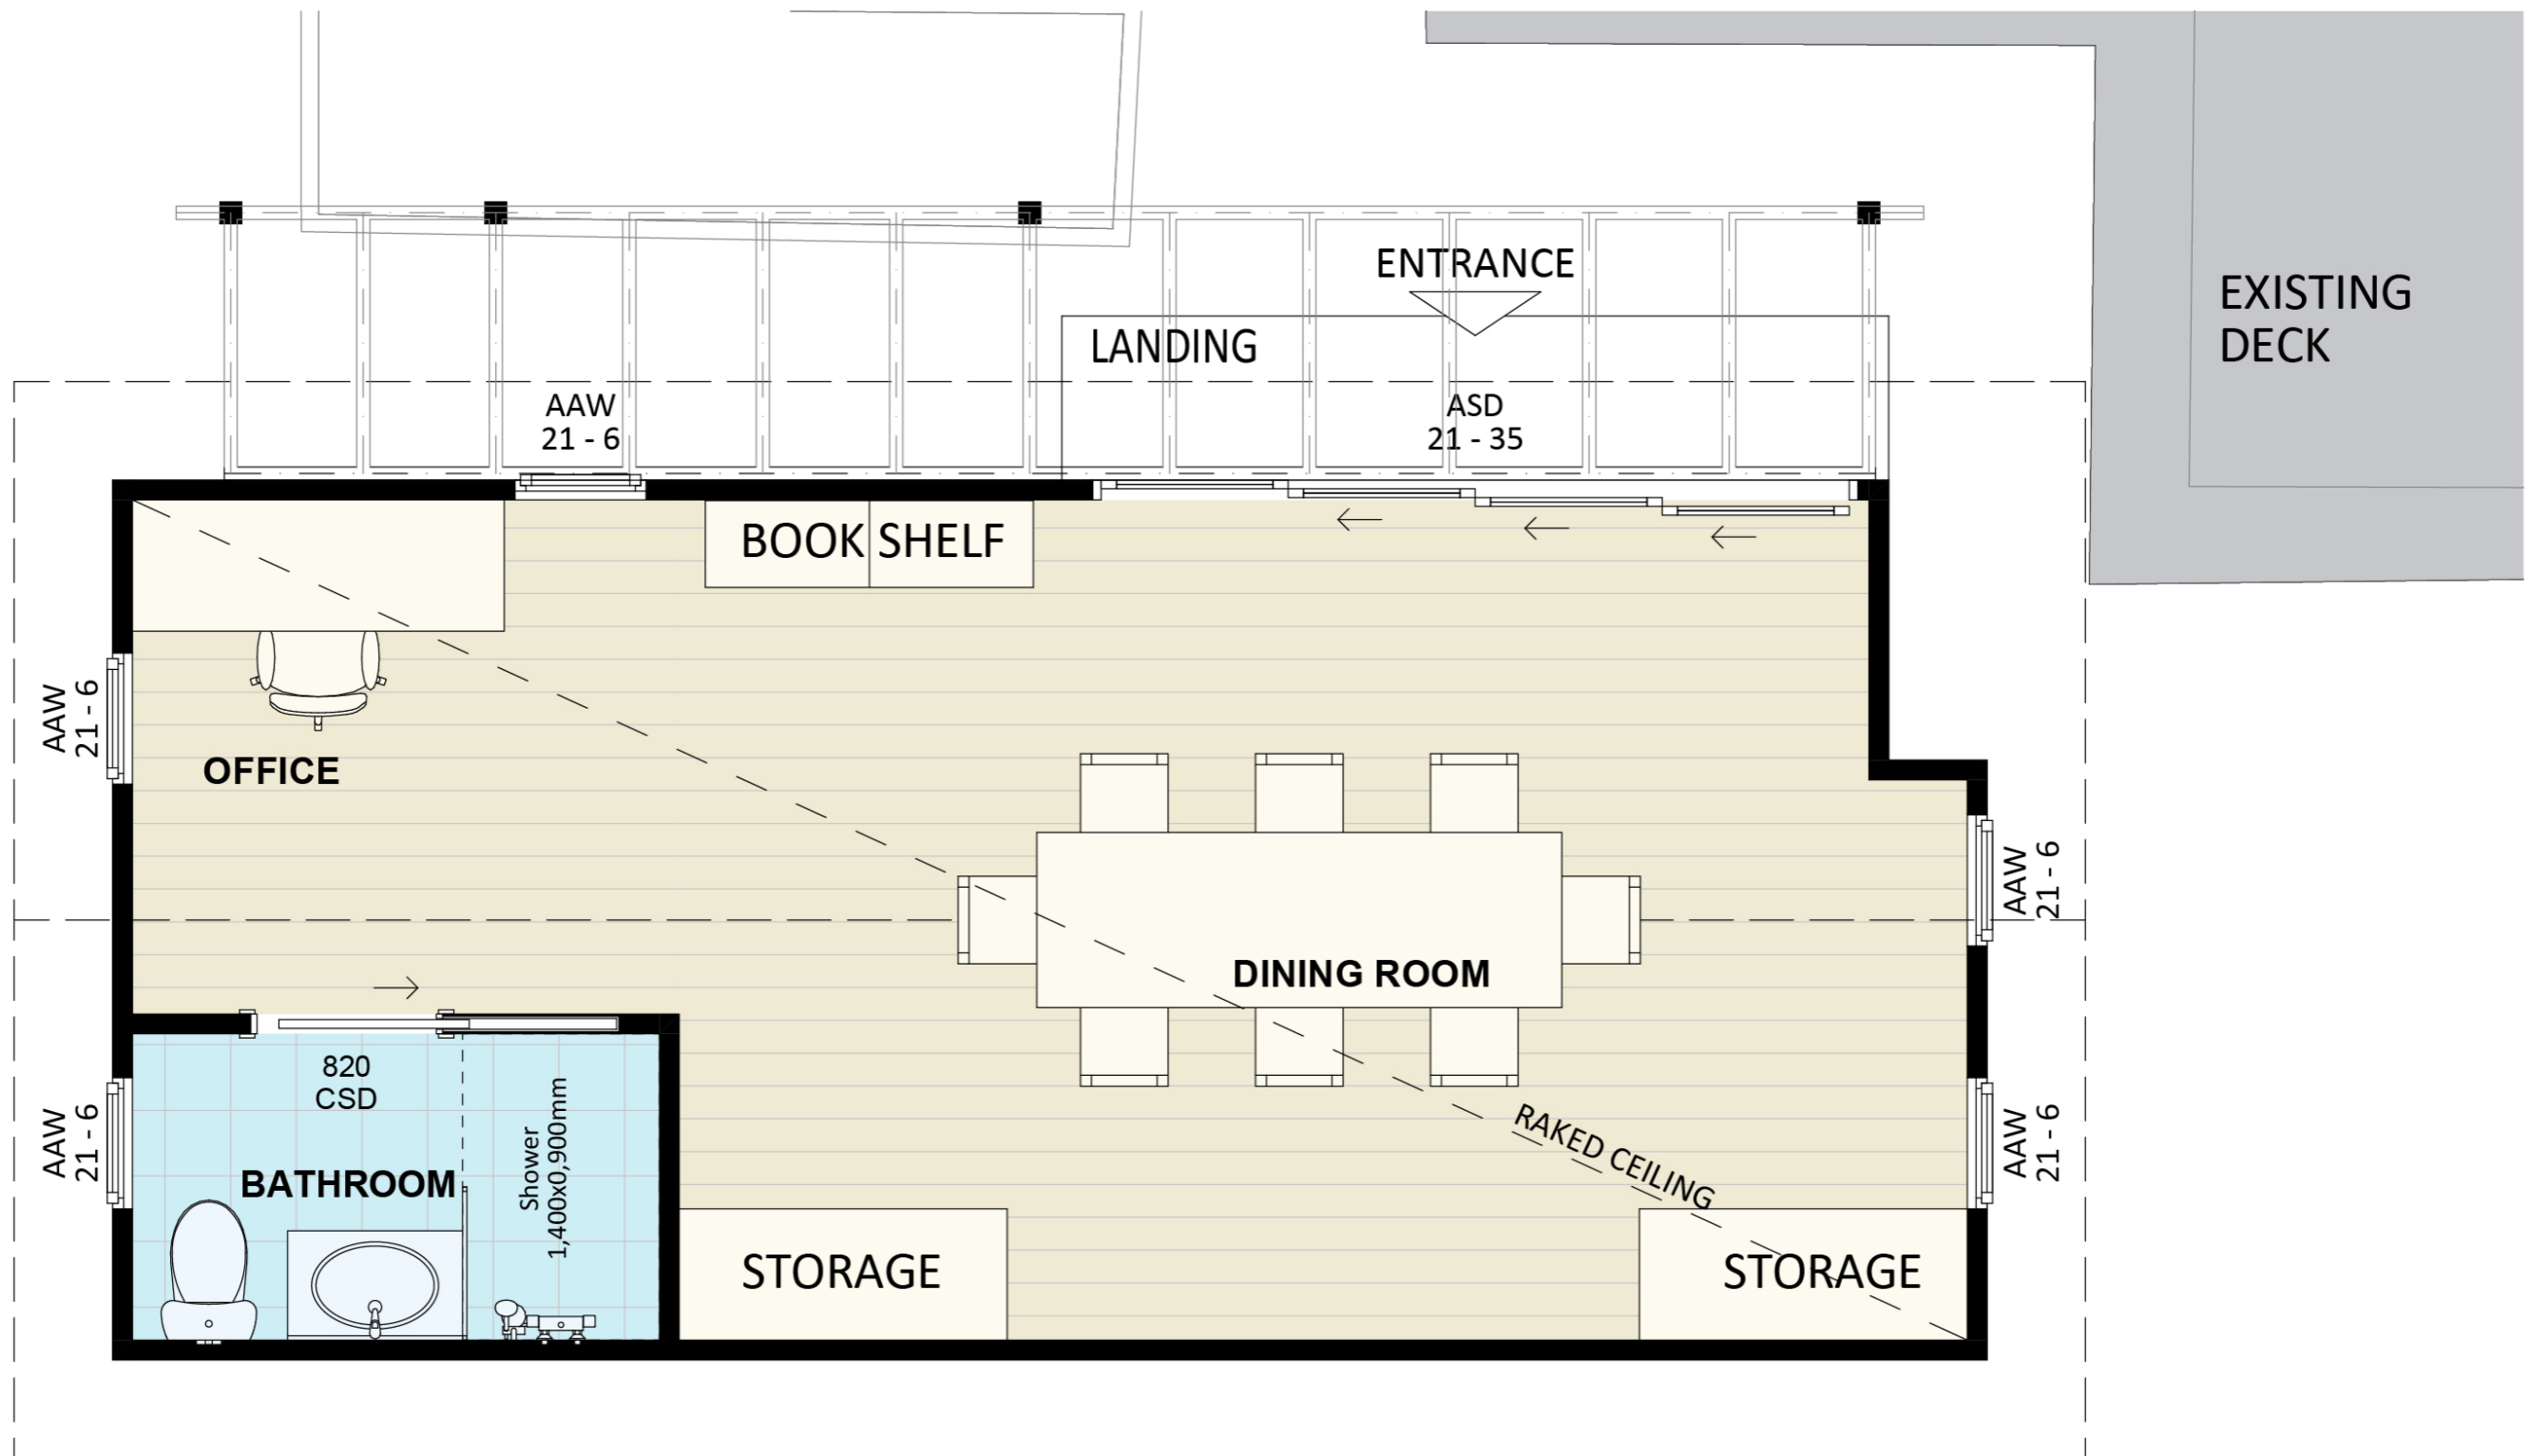 ENTRANCE
EXISTING
DECK
LANDING
AAW
21 - 6
ASD
21 - 35
BOOK SHELF
AAW
21 - 6
OFFICE
AAW
21 - 6
DINING ROOM
820
CSD
Shower
1,400x0,900mm
RAKED CEILING
AAW
21 - 6
AAW
21 - 6
BATHROOM
STORAGE
STORAGE